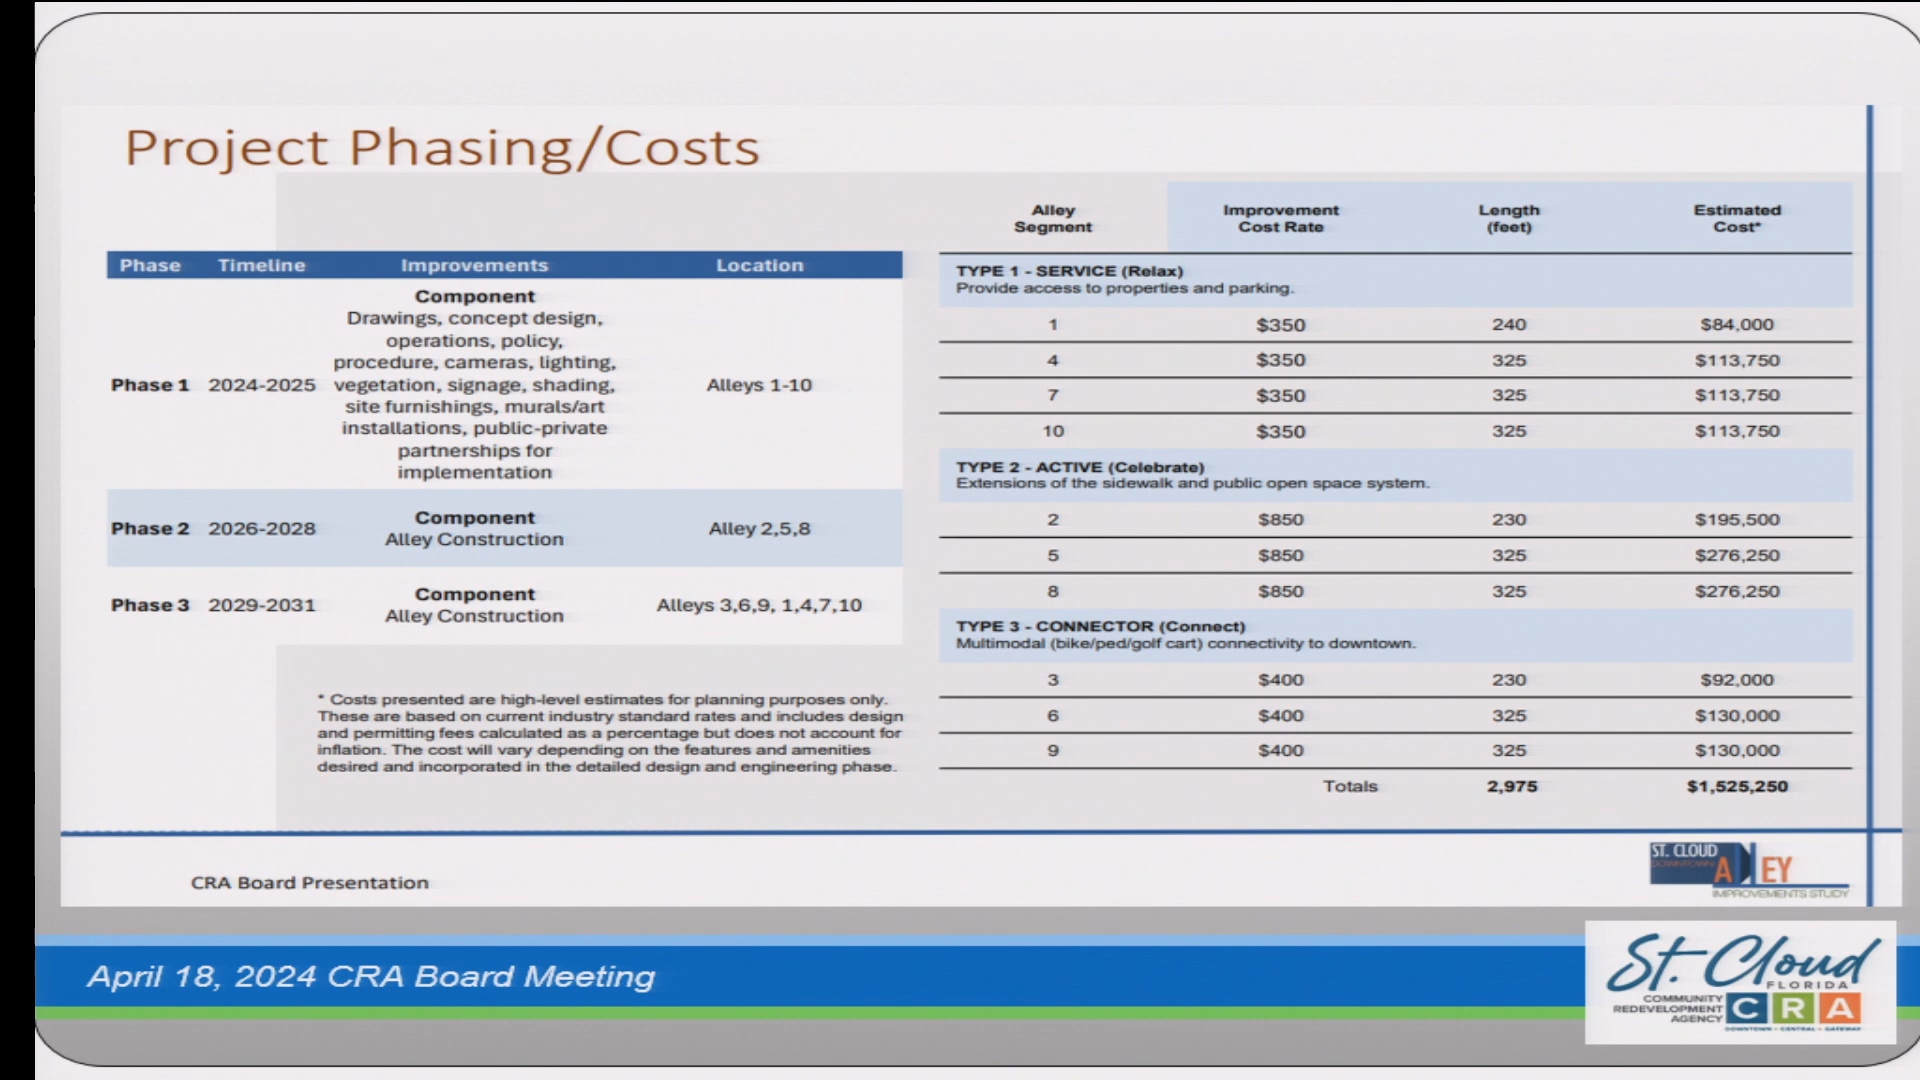 Project Phasing/Costs
Phase Timeline Improvements Location
Component
Drawings, concept design,
operations, policy,
procedure, cameras, lighting,
Phase 1 2024-2025 vegetation, signage, shading, Alleys 1-10
site furnishings, murals/art
installations, public-private
partnerships for
implementation
Component
Phase 2 2026-2028 Alley 2,5,8
Alley Construction
Component
Phase 3 2029-2031 Alleys 3,6,9, 1,4,7,10
Alley Construction
* Costs presented are high-level estimates for planning purposes only.
These are based on current industry standard rates and includes design
and permitting fees calculated as a percentage but does not account for
inflation. The cost will vary depending on the features and amenities
desired and incorporated in the detailed design and engineering phase.
Alley Improvement Length Estimated
Segment Cost Rate (feet) Cost*
TYPE 1 - SERVICE (Relax)
Provide access to properties and parking.
1 $350 240 $84,000
4 $350 325 $113,750
7 $350 325 $113,750
10 $350 325 $113,750
TYPE 2 - ACTIVE (Celebrate)
Extensions of the sidewalk and public open space system.
2 $850 230 $195,500
5 $850 325 $276,250
8 $850 325 $276,250
TYPE 3 - CONNECTOR (Connect)
Multimodal (bike/ped/golf cart) connectivity to downtown.
3 $400 230 $92,000
6 $400 325 $130,000
9 $400 325 $130,000
Totals 2,975 $1,525,250
CRA Board Presentation
ST. CLOUD
DOWNTOWN
ALLEY
IMPROVEMENTS STUDY
April 18, 2024 CRA Board Meeting
St. Cloud
FLORIDA
COMMUNITY
REDEVELOPMENT
AGENCY
CRA
DOWNTOWN • CENTRAL • GATEWAY